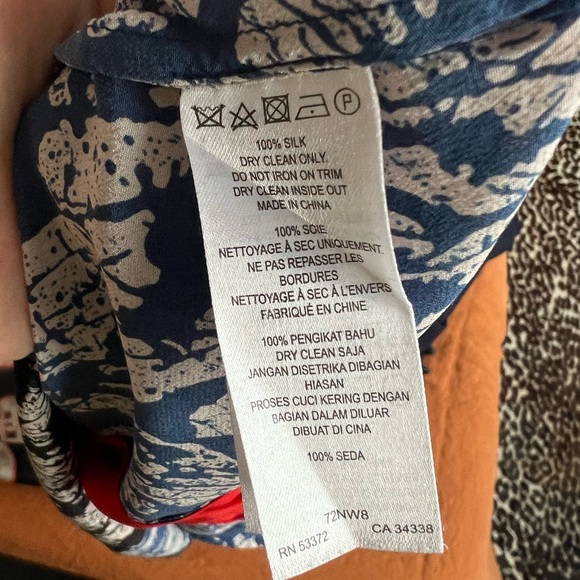 P
100% SILK
DRY CLEAN ONLY.
DO NOT IRON ON TRIM
DRY CLEAN INSIDE OUT
MADE IN CHINA
100% SOIE
NETTOYAGE À SEC UNIQUEMENT.
NE PAS REPASSER LES
BORDURES
NETTOYAGE À SEC À L'ENVERS
FABRIQUÉ EN CHINE
100% PENGIKAT BAHU
DRY CLEAN SAJA
JANGAN DISETRIKA DIBAGIAN
HIASAN
PROSES CUCI KERING DENGAN
BAGIAN DALAM DILUAR
DIBUAT DI CINA
100% SEDA
72NW8
RN 53372 CA 34338